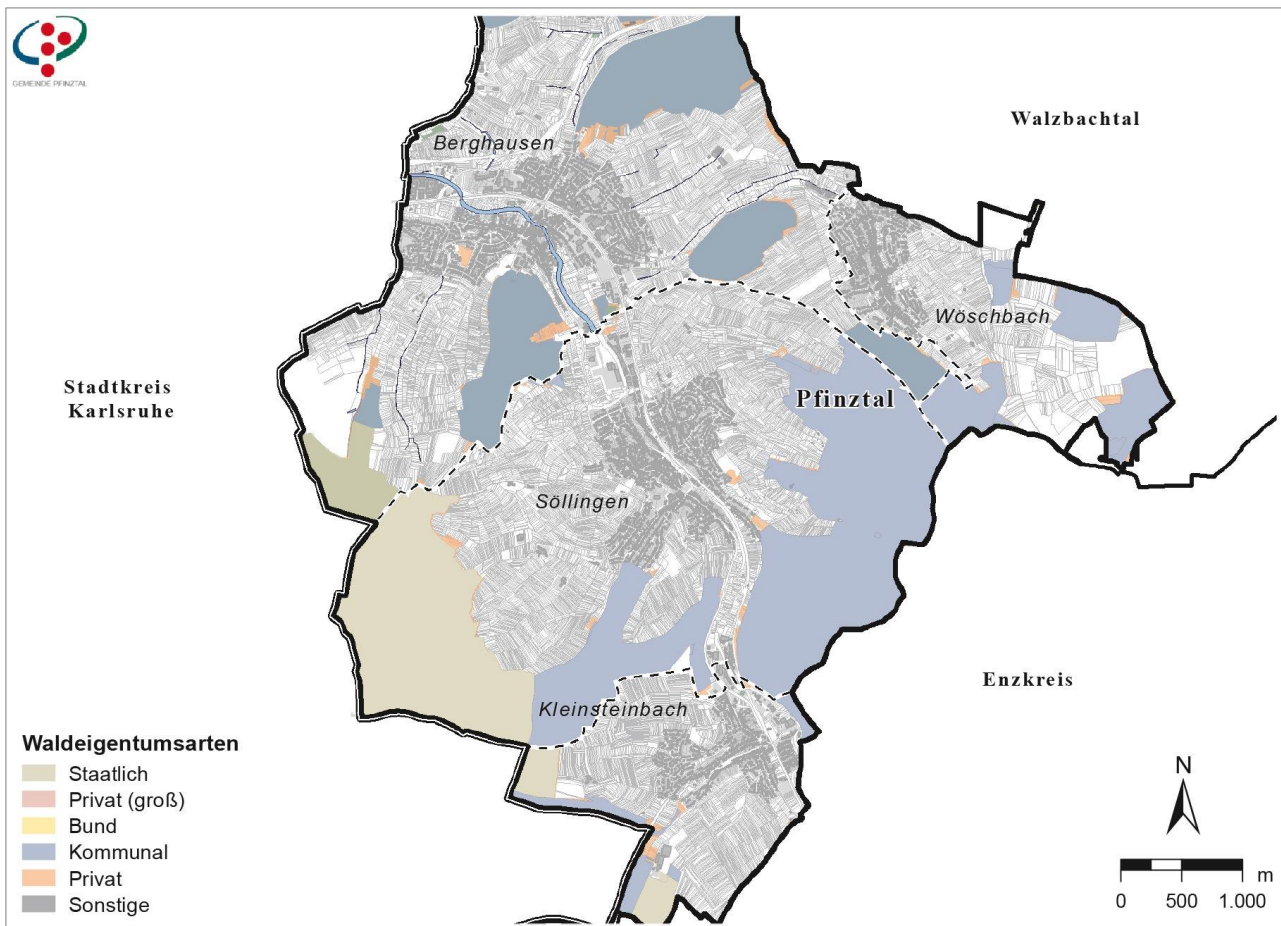 GEMEINDE PFINZTAL
Walzbachtal
Berghausen
Wöschbach
Stadtkreis
Karlsruhe
Pfinztal
Söllingen
Enzkreis
Kleinsteinbach
Waldeigentumsarten
Staatlich
Privat (groß)
Bund
Kommunal
Privat
Sonstige
N
m
0 500 1.000